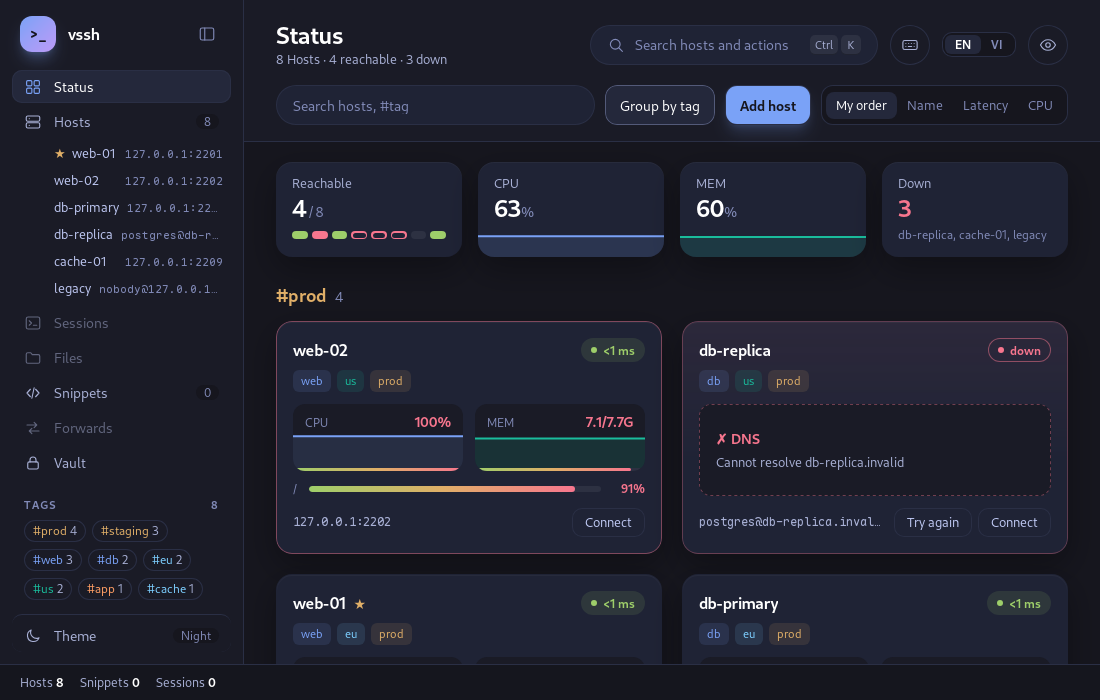 >_ vssh
Status
Hosts 8
★ web-01 127.0.0.1:2201
web-02 127.0.0.1:2202
db-primary 127.0.0.1:22…
db-replica postgres@db-r…
cache-01 127.0.0.1:2209
legacy nobody@127.0.0.1…
Sessions
Files
Snippets 0
Forwards
Vault
TAGS 8
#prod 4 #staging 3
#web 3 #db 2 #eu 2
#us 2 #app 1 #cache 1
Theme Night
Status
8 Hosts · 4 reachable · 3 down
Search hosts and actions Ctrl K
EN VI
Search hosts, #tag
Group by tag
Add host
My order Name Latency CPU
Reachable
4 / 8
CPU
63%
MEM
60%
Down
3
db-replica, cache-01, legacy
#prod 4
web-02 <1 ms
web us prod
CPU 100%
MEM 7.1/7.7G
/ 91%
127.0.0.1:2202 Connect
db-replica down
db us prod
✗ DNS
Cannot resolve db-replica.invalid
postgres@db-replica.inval… Try again Connect
web-01 ★ <1 ms
web eu prod
db-primary <1 ms
db eu prod
Hosts 8 Snippets 0 Sessions 0